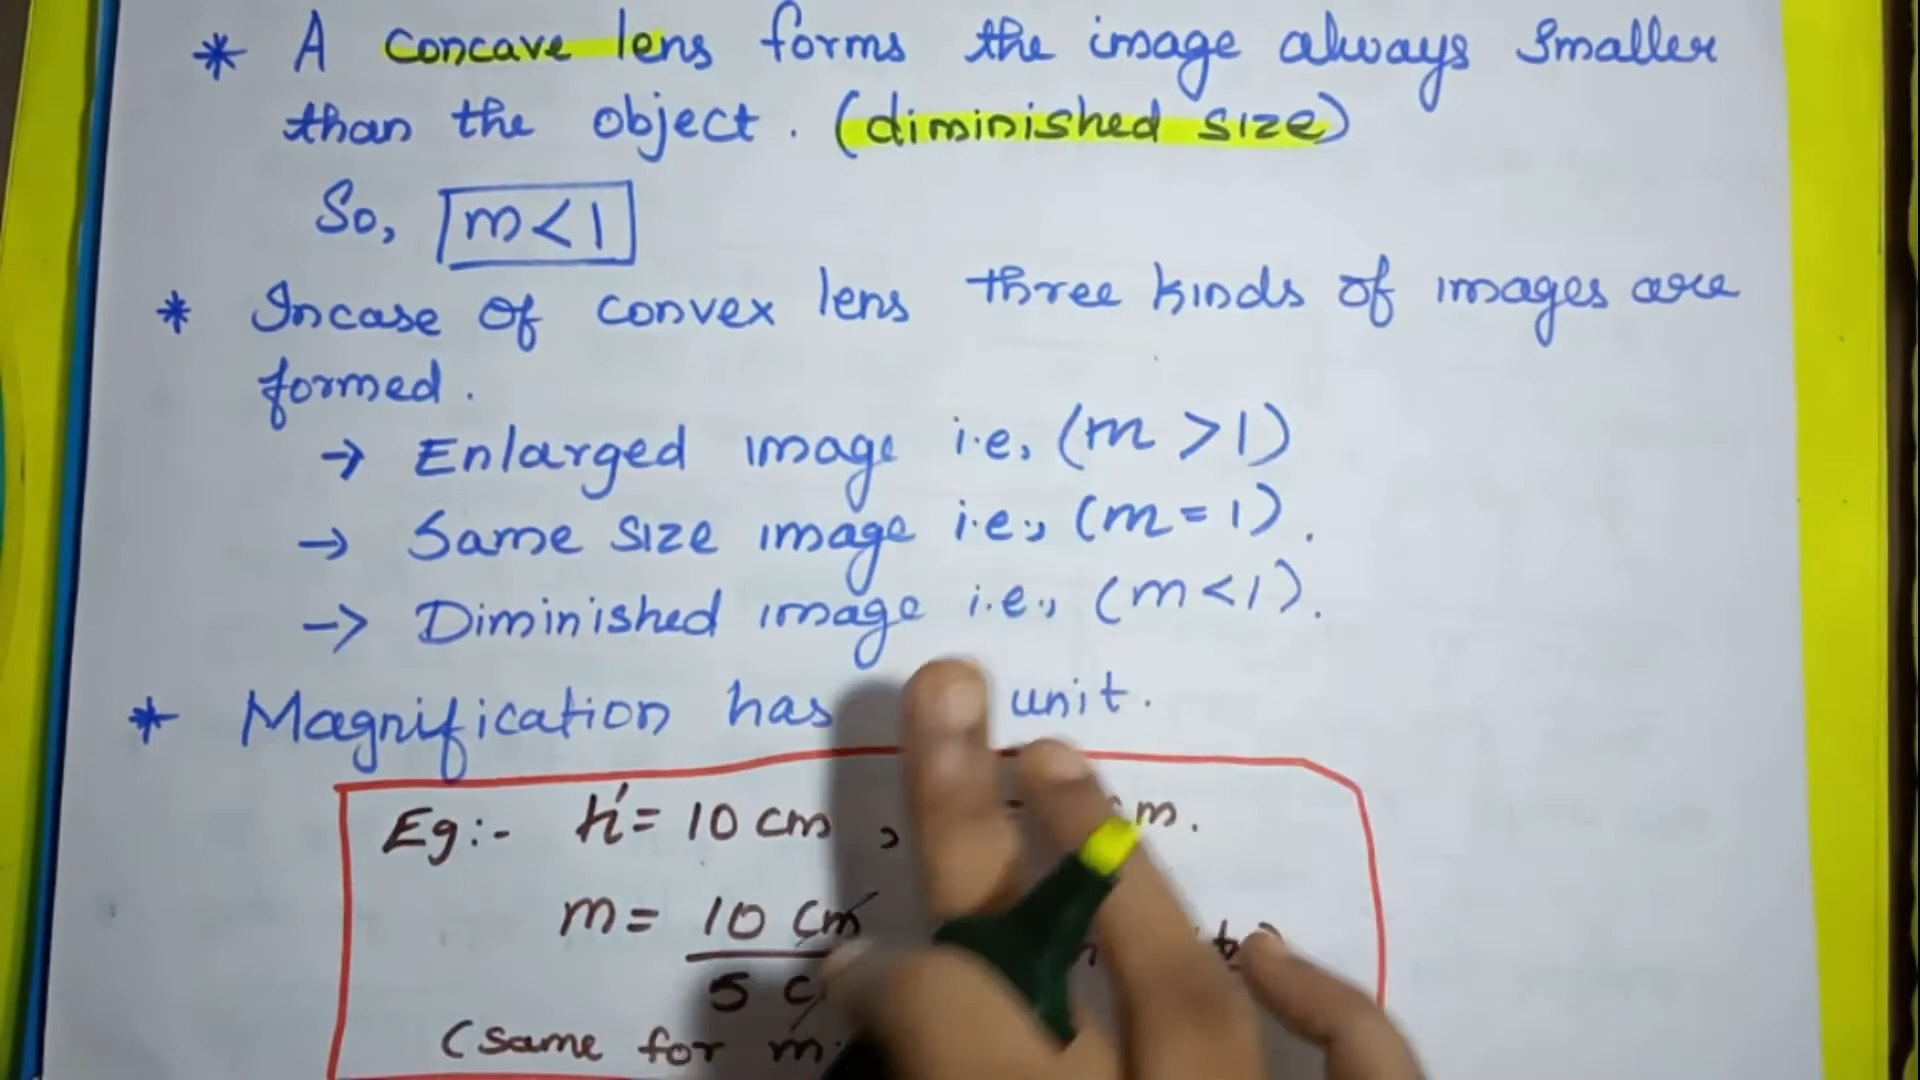 * A concave lens forms the image always smaller
than the object. (diminished size)
So, m<1
* Incase of convex lens three kinds of images are
formed.
→ Enlarged image i.e, (m >1)
→ Same size image i.e., (m=1).
→ Diminished image i.e., (m<1).
* Magnification has unit.
Eg:- h'= 10 cm, cm.
m= 10 cm
5
(same for